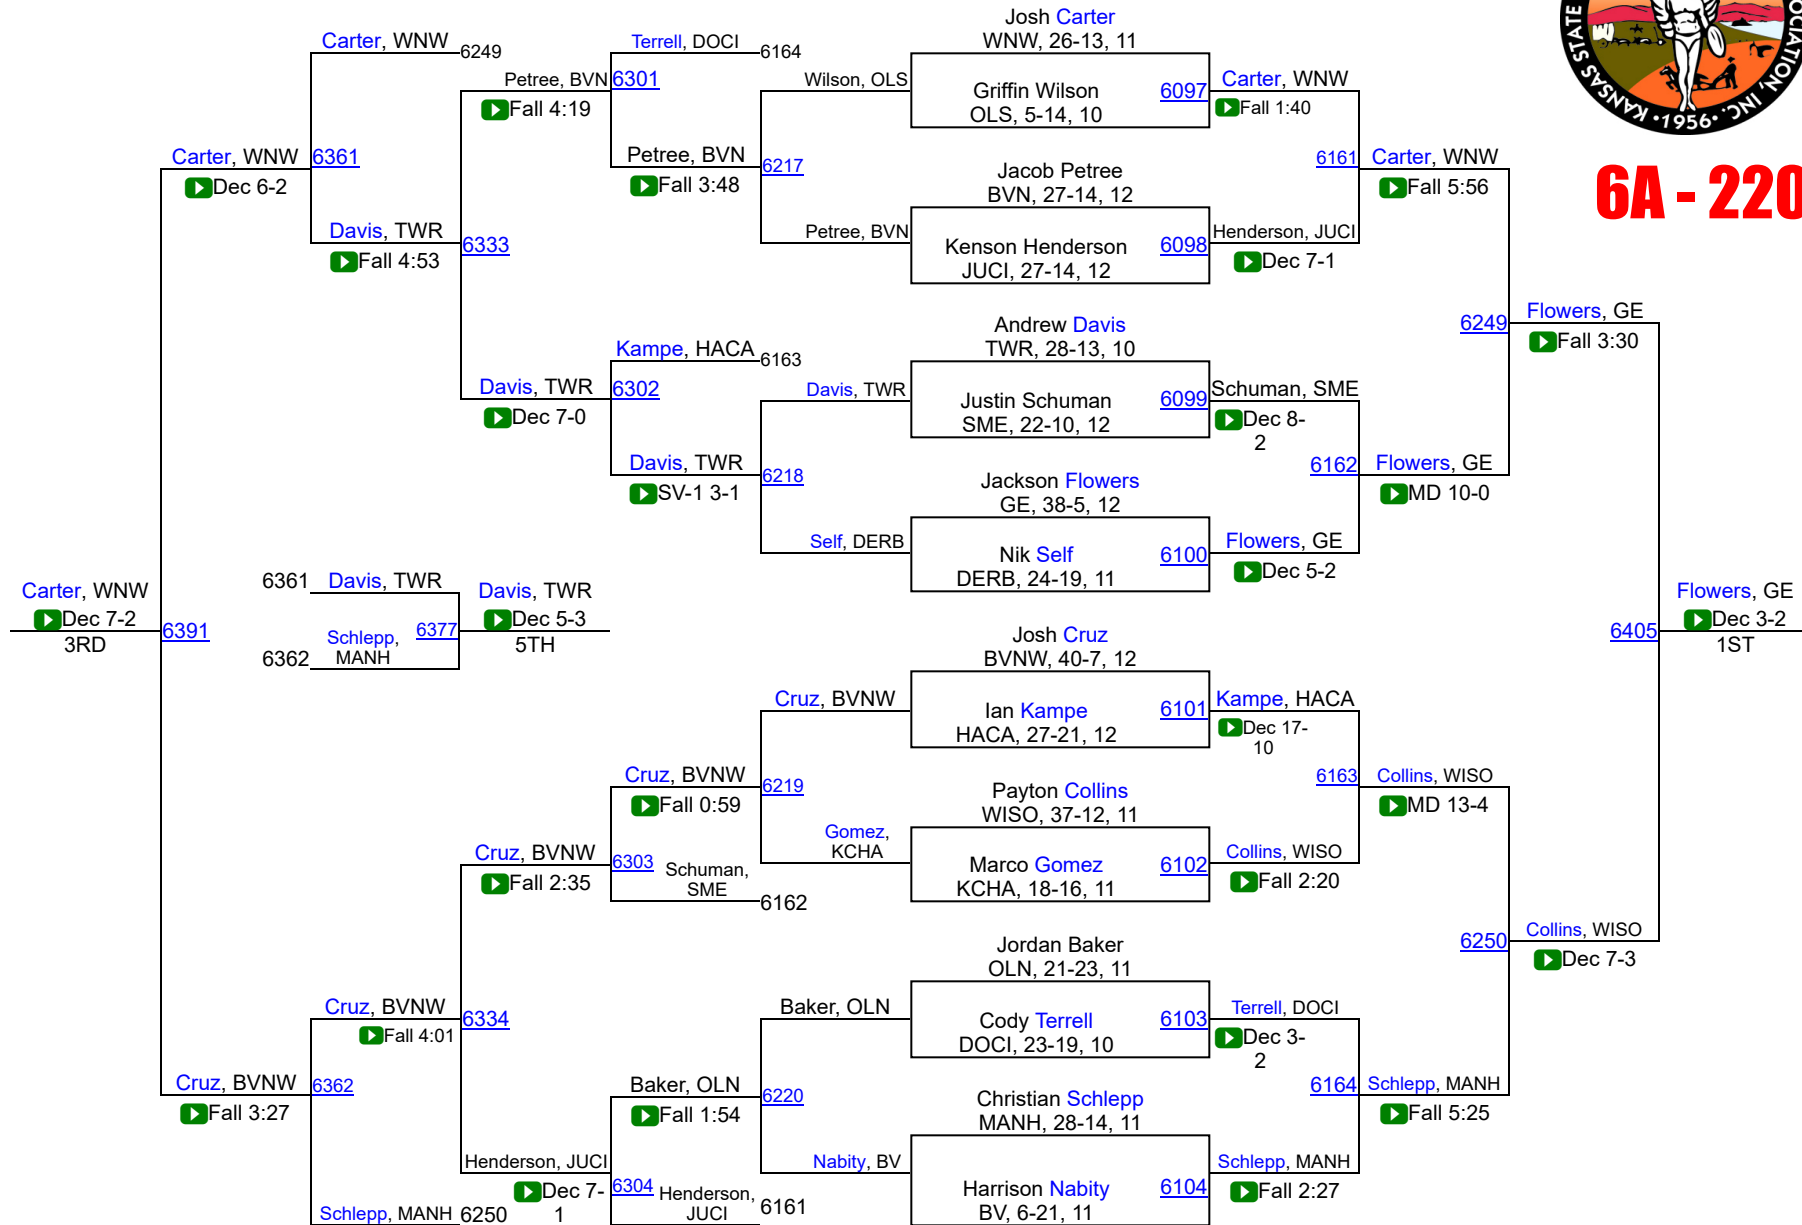 KANSAS STATE
OCIATION, INC.
•1956•
6A - 220
Josh Carter
WNW, 26-13, 11
Griffin Wilson
OLS, 5-14, 10
6097
Jacob Petree
BVN, 27-14, 12
Kenson Henderson
JUCI, 27-14, 12
6098
Andrew Davis
TWR, 28-13, 10
Justin Schuman
SME, 22-10, 12
6099
Jackson Flowers
GE, 38-5, 12
Nik Self
DERB, 24-19, 11
6100
Josh Cruz
BVNW, 40-7, 12
Ian Kampe
HACA, 27-21, 12
6101
Payton Collins
WISO, 37-12, 11
Marco Gomez
KCHA, 18-16, 11
6102
Jordan Baker
OLN, 21-23, 11
Cody Terrell
DOCI, 23-19, 10
6103
Christian Schlepp
MANH, 28-14, 11
Harrison Nabity
BV, 6-21, 11
6104
Carter, WNW
Fall 1:40
6161
Henderson, JUCI
Dec 7-1
Schuman, SME
Dec 8-
2
6162
Flowers, GE
Dec 5-2
Kampe, HACA
Dec 17-
10
6163
Collins, WISO
Fall 2:20
Terrell, DOCI
Dec 3-
2
6164
Schlepp, MANH
Fall 2:27
Carter, WNW
Fall 5:56
6249
Flowers, GE
MD 10-0
Collins, WISO
MD 13-4
6250
Schlepp, MANH
Fall 5:25
Flowers, GE
Fall 3:30
6405
Collins, WISO
Dec 7-3
Flowers, GE
Dec 3-2
1ST
Wilson, OLS
6217
Petree, BVN
Davis, TWR
6218
Self, DERB
Cruz, BVNW
6219
Gomez,
KCHA
Baker, OLN
6220
Nabity, BV
Terrell, DOCI
6164
6301
Petree, BVN
Fall 3:48
Kampe, HACA
6163
6302
Davis, TWR
SV-1 3-1
Cruz, BVNW
Fall 0:59
6303
Schuman,
SME
6162
Baker, OLN
Fall 1:54
6304
Henderson,
JUCI
6161
Petree, BVN
Fall 4:19
6333
Davis, TWR
Dec 7-0
Cruz, BVNW
Fall 2:35
6334
Henderson, JUCI
Dec 7-
1
Carter, WNW
6249
6361
Davis, TWR
Fall 4:53
Cruz, BVNW
Fall 4:01
6362
Schlepp, MANH
6250
Carter, WNW
Dec 6-2
6391
Cruz, BVNW
Fall 3:27
Carter, WNW
Dec 7-2
3RD
6361
Davis, TWR
6377
6362
Schlepp,
MANH
Davis, TWR
Dec 5-3
5TH